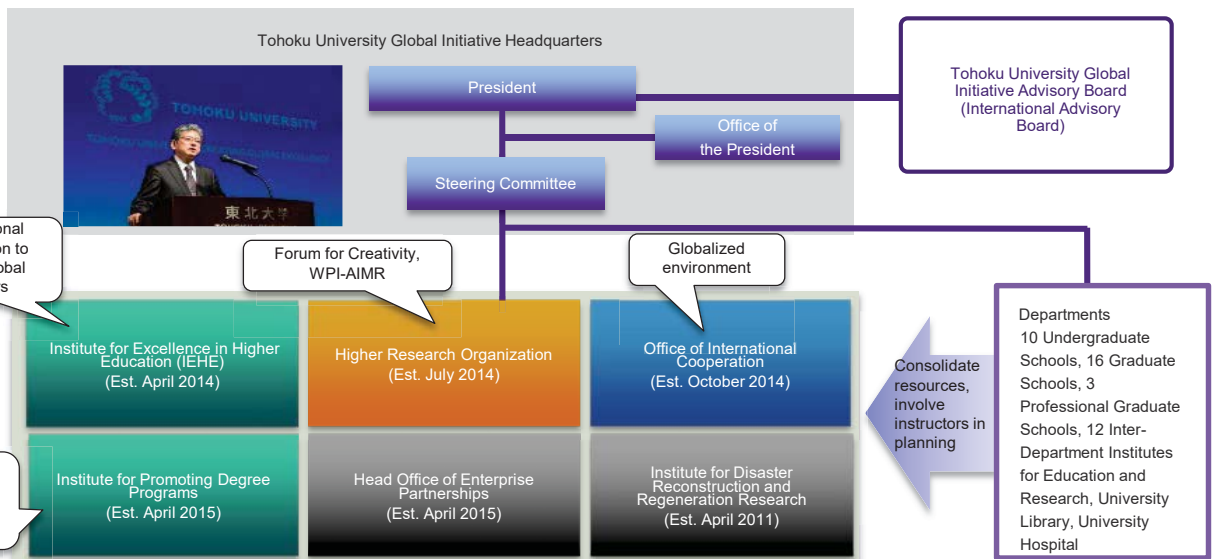 Tohoku University Global Initiative Headquarters
TOHOKU UNIVERSITY
東北大学
President
Office of
the President
Steering Committee
Tohoku University Global
Initiative Advisory Board
(International Advisory
Board)
Forum for Creativity,
WPI-AIMR
Globalized
environment
Institute for Excellence in Higher
Education (IEHE)
(Est. April 2014)
Higher Research Organization
(Est. July 2014)
Office of International
Cooperation
(Est. October 2014)
Institute for Promoting Degree
Programs
(Est. April 2015)
Head Office of Enterprise
Partnerships
(Est. April 2015)
Institute for Disaster
Reconstruction and
Regeneration Research
(Est. April 2011)
Consolidate
resources,
involve
instructors in
planning
Departments
10 Undergraduate
Schools, 16 Graduate
Schools, 3
Professional Graduate
Schools, 12 Inter-
Department Institutes
for Education and
Research, University
Library, University
Hospital